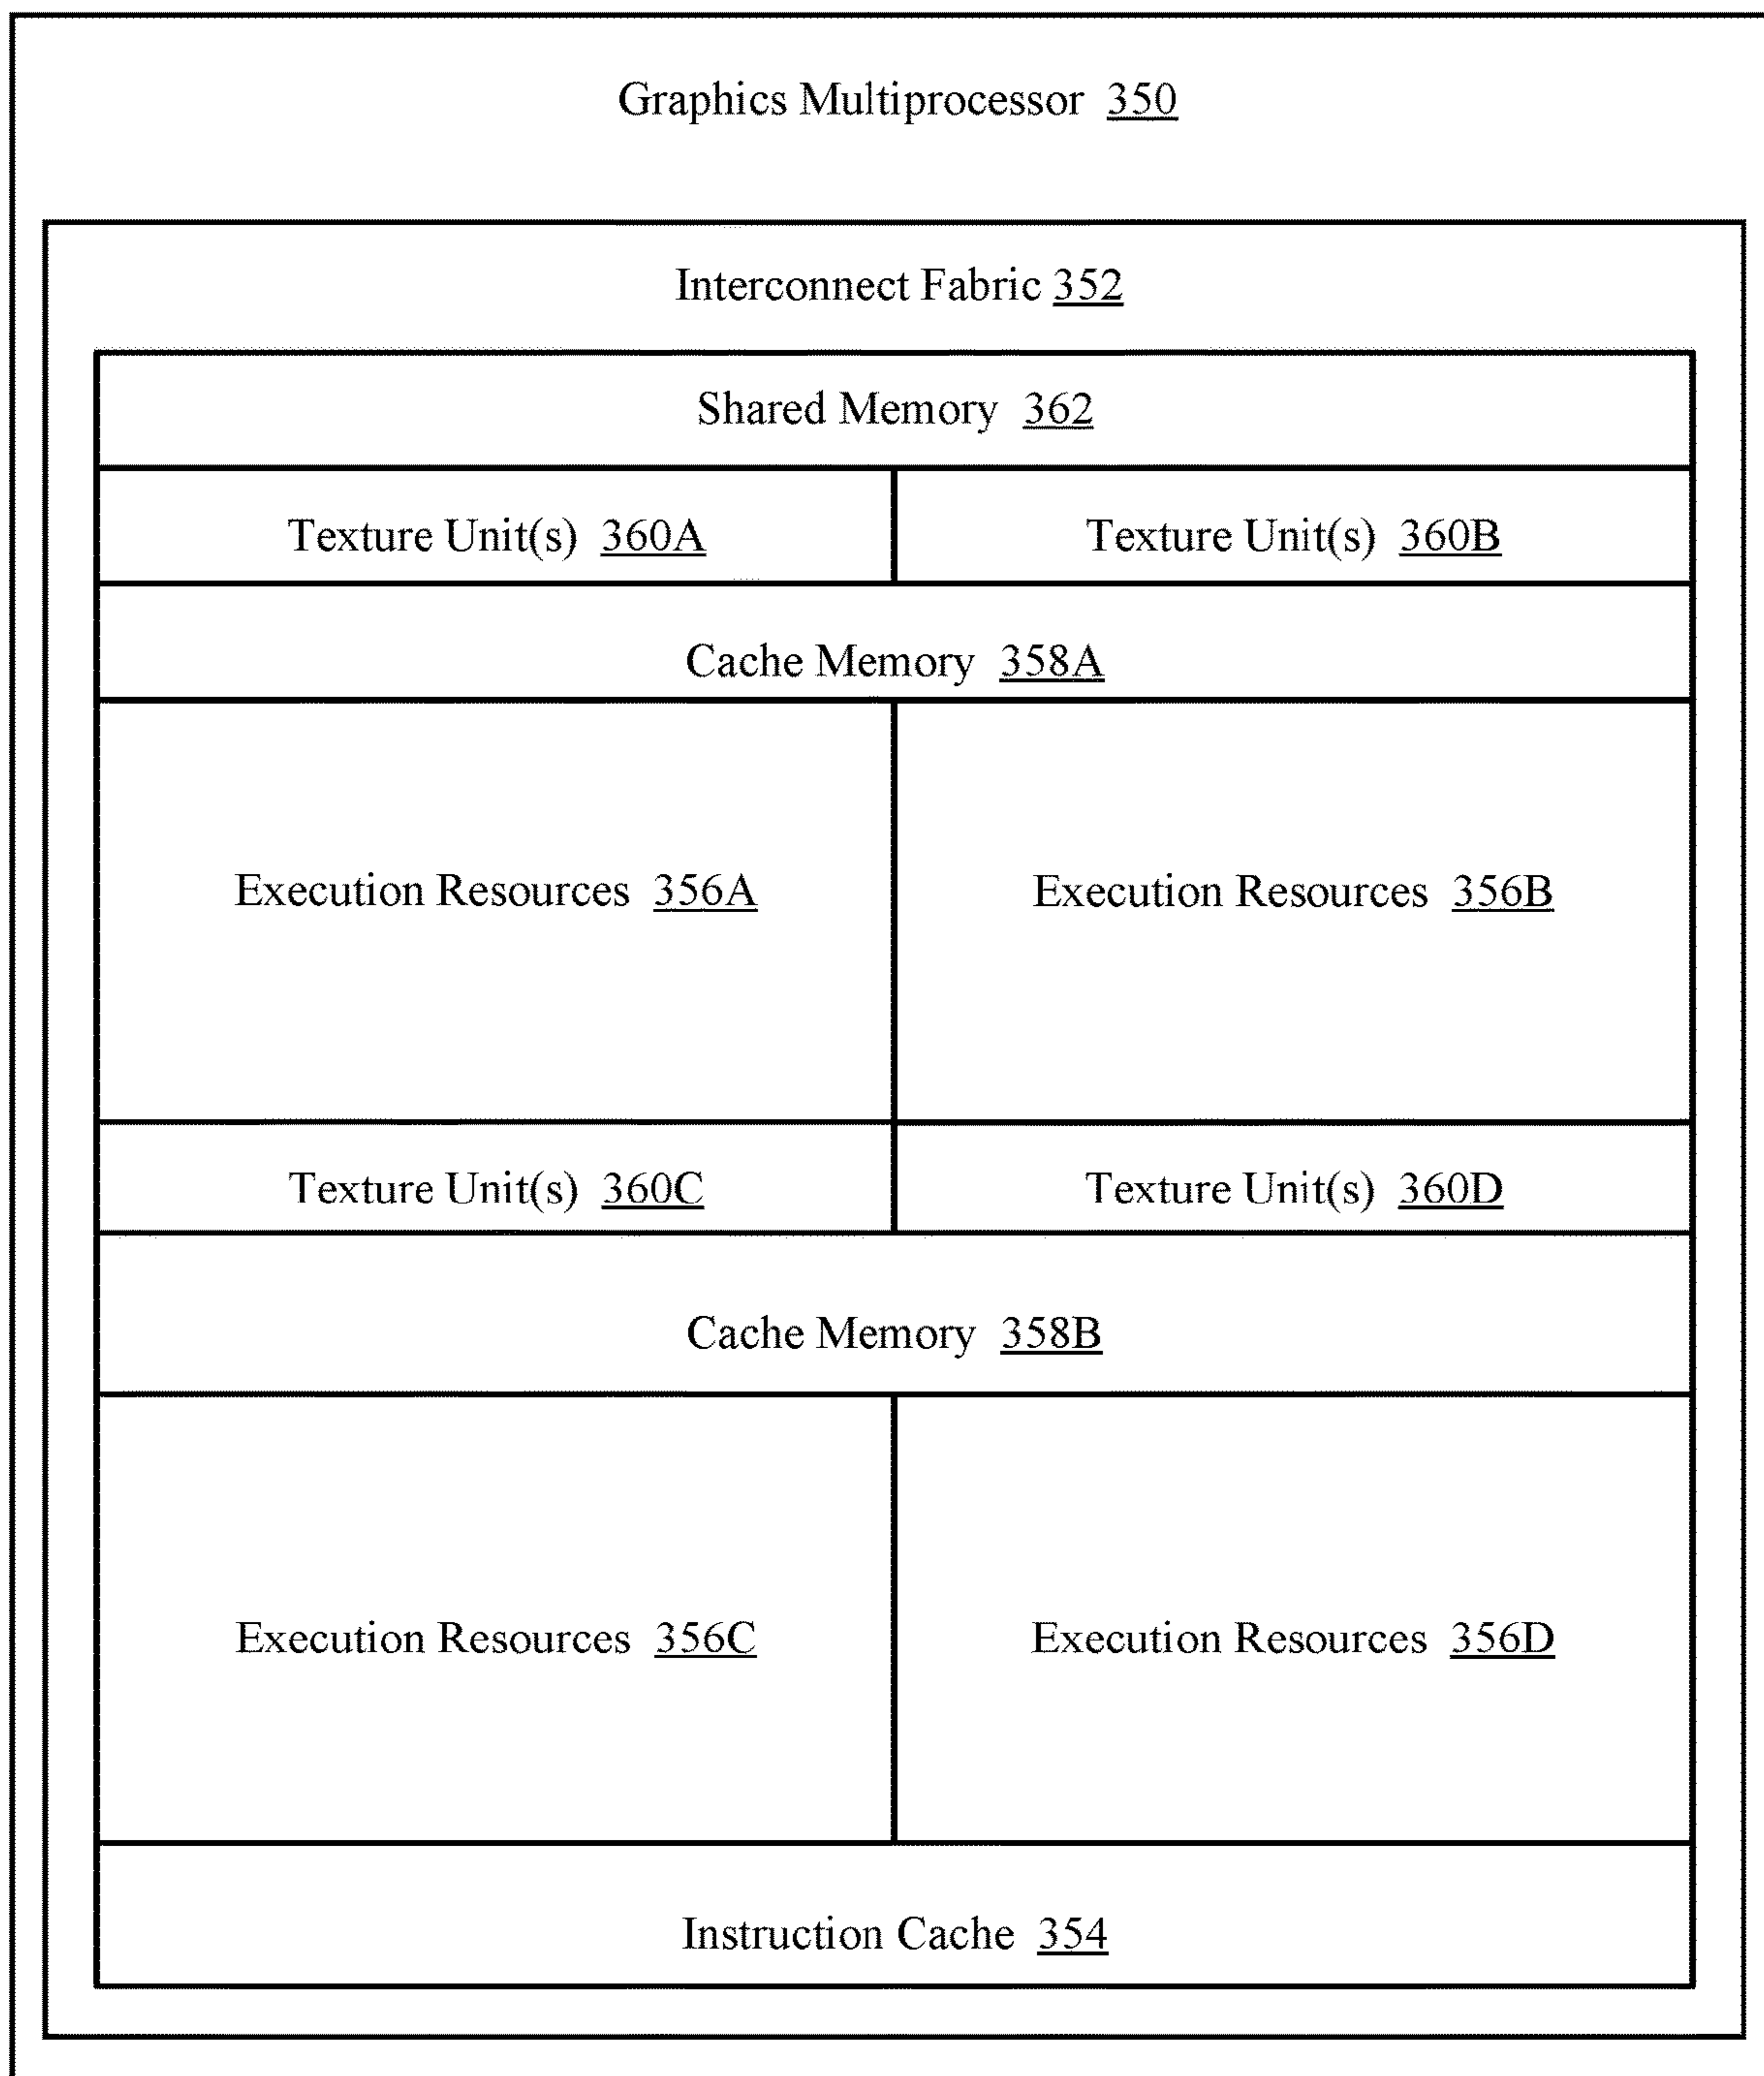 Graphics Multiprocessor 350
Interconnect Fabric 352
Shared Memory 362
Texture Unit(s) 360A
Texture Unit(s) 360B
Cache Memory 358A
Execution Resources 356A
Execution Resources 356B
Texture Unit(s) 360C
Texture Unit(s) 360D
Cache Memory 358B
Execution Resources 356C
Execution Resources 356D
Instruction Cache 354